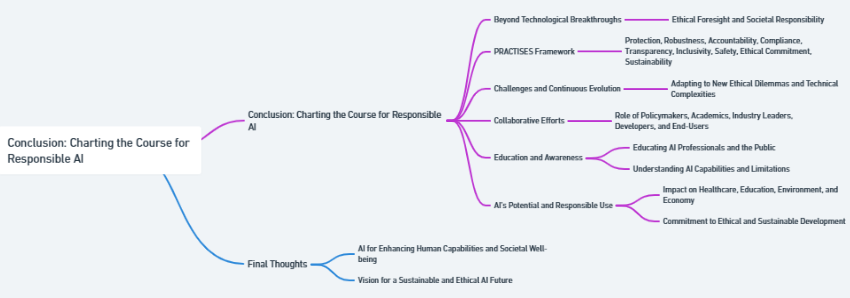 Conclusion: Charting the Course for
Responsible AI
Conclusion: Charting the Course for Responsible
AI
Beyond Technological Breakthroughs
Ethical Foresight and Societal Responsibility
PRACTISES Framework
Protection, Robustness, Accountability, Compliance,
Transparency, Inclusivity, Safety, Ethical Commitment,
Sustainability
Challenges and Continuous Evolution
Adapting to New Ethical Dilemmas and Technical
Complexities
Collaborative Efforts
Role of Policymakers, Academics, Industry Leaders,
Developers, and End-Users
Education and Awareness
Educating AI Professionals and the Public
Understanding AI Capabilities and Limitations
AI's Potential and Responsible Use
Impact on Healthcare, Education, Environment, and
Economy
Commitment to Ethical and Sustainable Development
Final Thoughts
AI for Enhancing Human Capabilities and Societal Well-
being
Vision for a Sustainable and Ethical AI Future